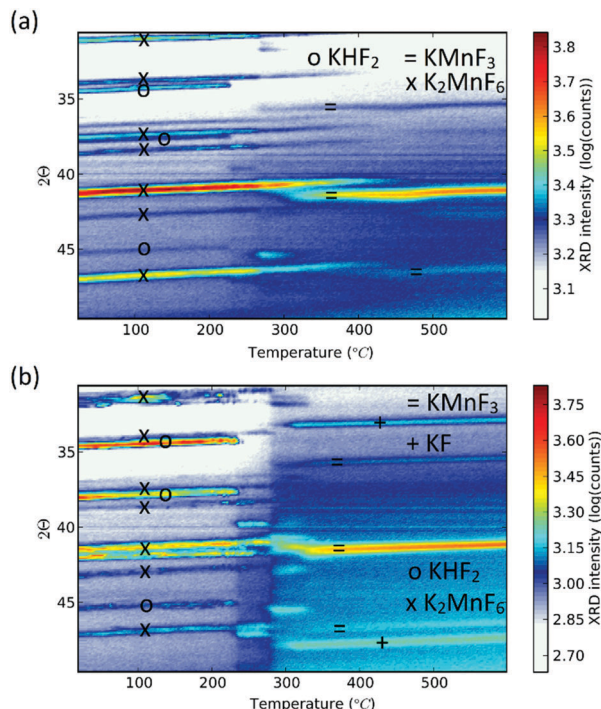 (a)
o KHF₂ = KMnF₃
x K₂MnF₆
35
40
45
2Θ
x
x
o
x
o
x
x
x
o
x
=
=
=
100 200 300 400 500
Temperature (°C)
3.8
3.7
3.6
3.5
3.4
3.3
3.2
3.1
XRD intensity (log(counts))
(b)
= KMnF₃
+ KF
o KHF₂
x K₂MnF₆
35
40
45
2Θ
x
x
o
x
o
x
x
x
o
x
+
=
=
=
+
100 200 300 400 500
Temperature (°C)
3.75
3.60
3.45
3.30
3.15
3.00
2.85
2.70
XRD intensity (log(counts))